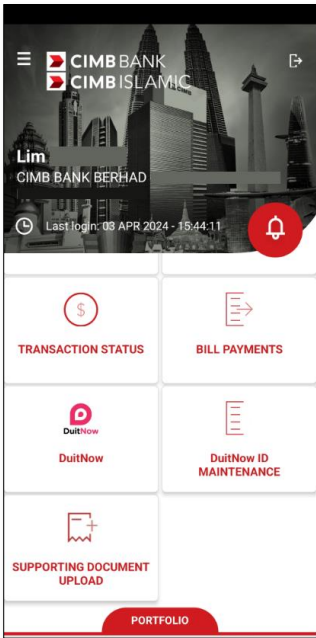 CIMB BANK
CIMB ISLAMIC
Lim
CIMB BANK BERHAD
Last login: 03 APR 2024 - 15:44:11
TRANSACTION STATUS
BILL PAYMENTS
DuitNow
DuitNow
DuitNow ID
MAINTENANCE
SUPPORTING DOCUMENT
UPLOAD
PORTFOLIO